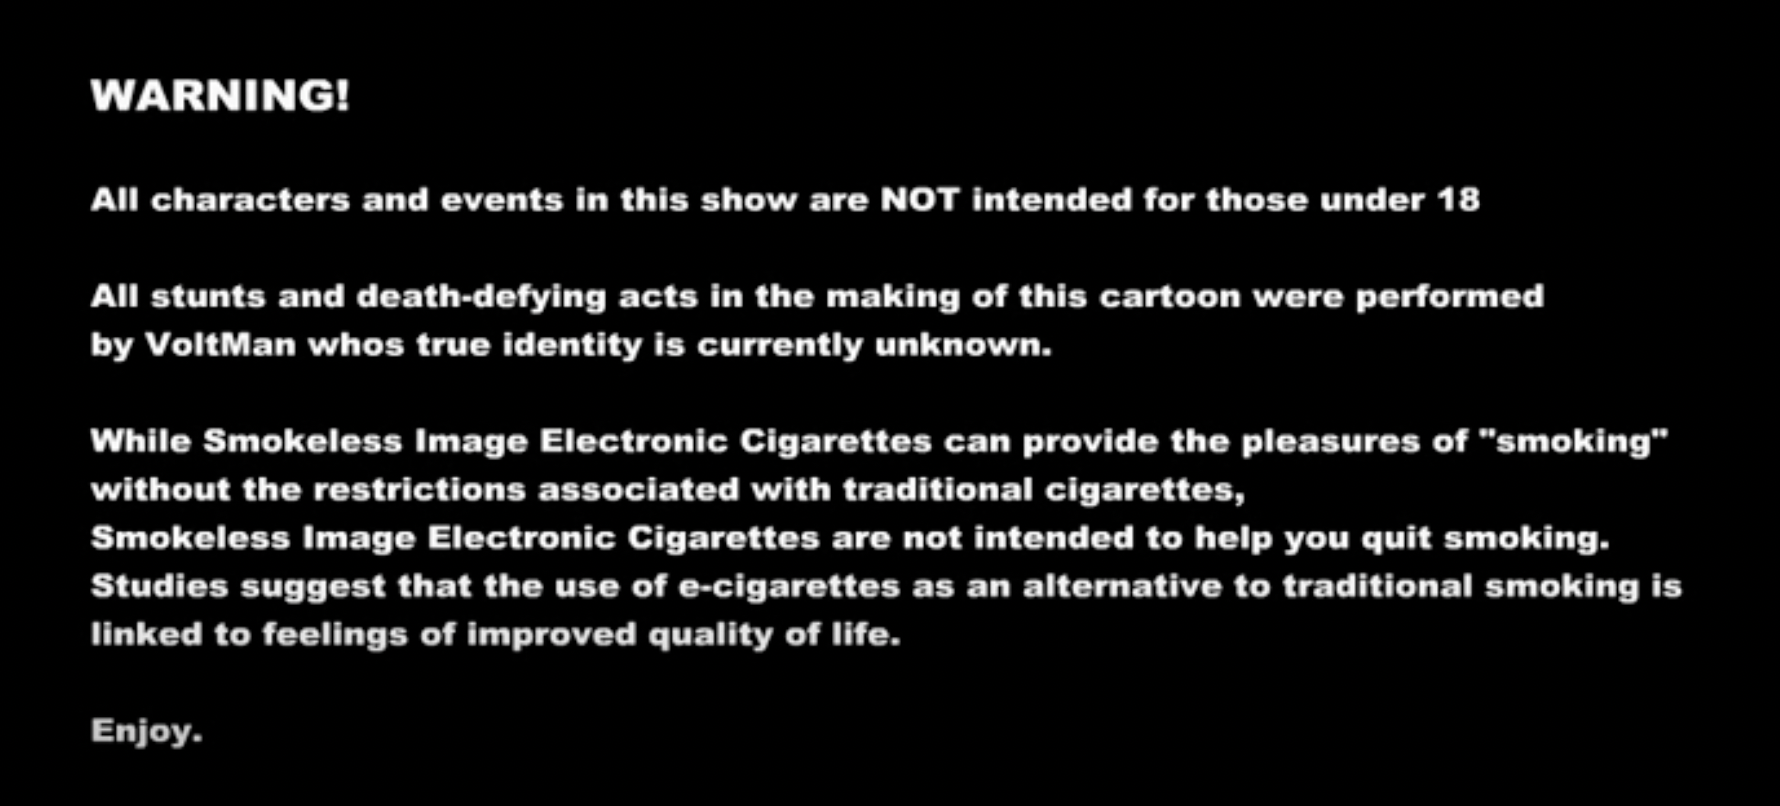 WARNING!
All characters and events in this show are NOT intended for those under 18
All stunts and death-defying acts in the making of this cartoon were performed
by VoltMan whos true identity is currently unknown.
While Smokeless Image Electronic Cigarettes can provide the pleasures of "smoking"
without the restrictions associated with traditional cigarettes,
Smokeless Image Electronic Cigarettes are not intended to help you quit smoking.
Studies suggest that the use of e-cigarettes as an alternative to traditional smoking is
linked to feelings of improved quality of life.
Enjoy.